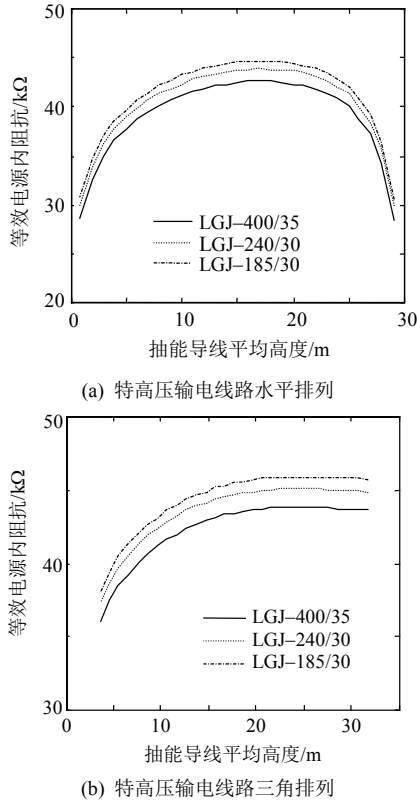 50
40
30
20
等效电源内阻抗/kΩ
LGJ–400/35
LGJ–240/30
LGJ–185/30
0
10
20
30
抽能导线平均高度/m
(a) 特高压输电线路水平排列
50
40
30
等效电源内阻抗/kΩ
LGJ–400/35
LGJ–240/30
LGJ–185/30
0
10
20
30
抽能导线平均高度/m
(b) 特高压输电线路三角排列